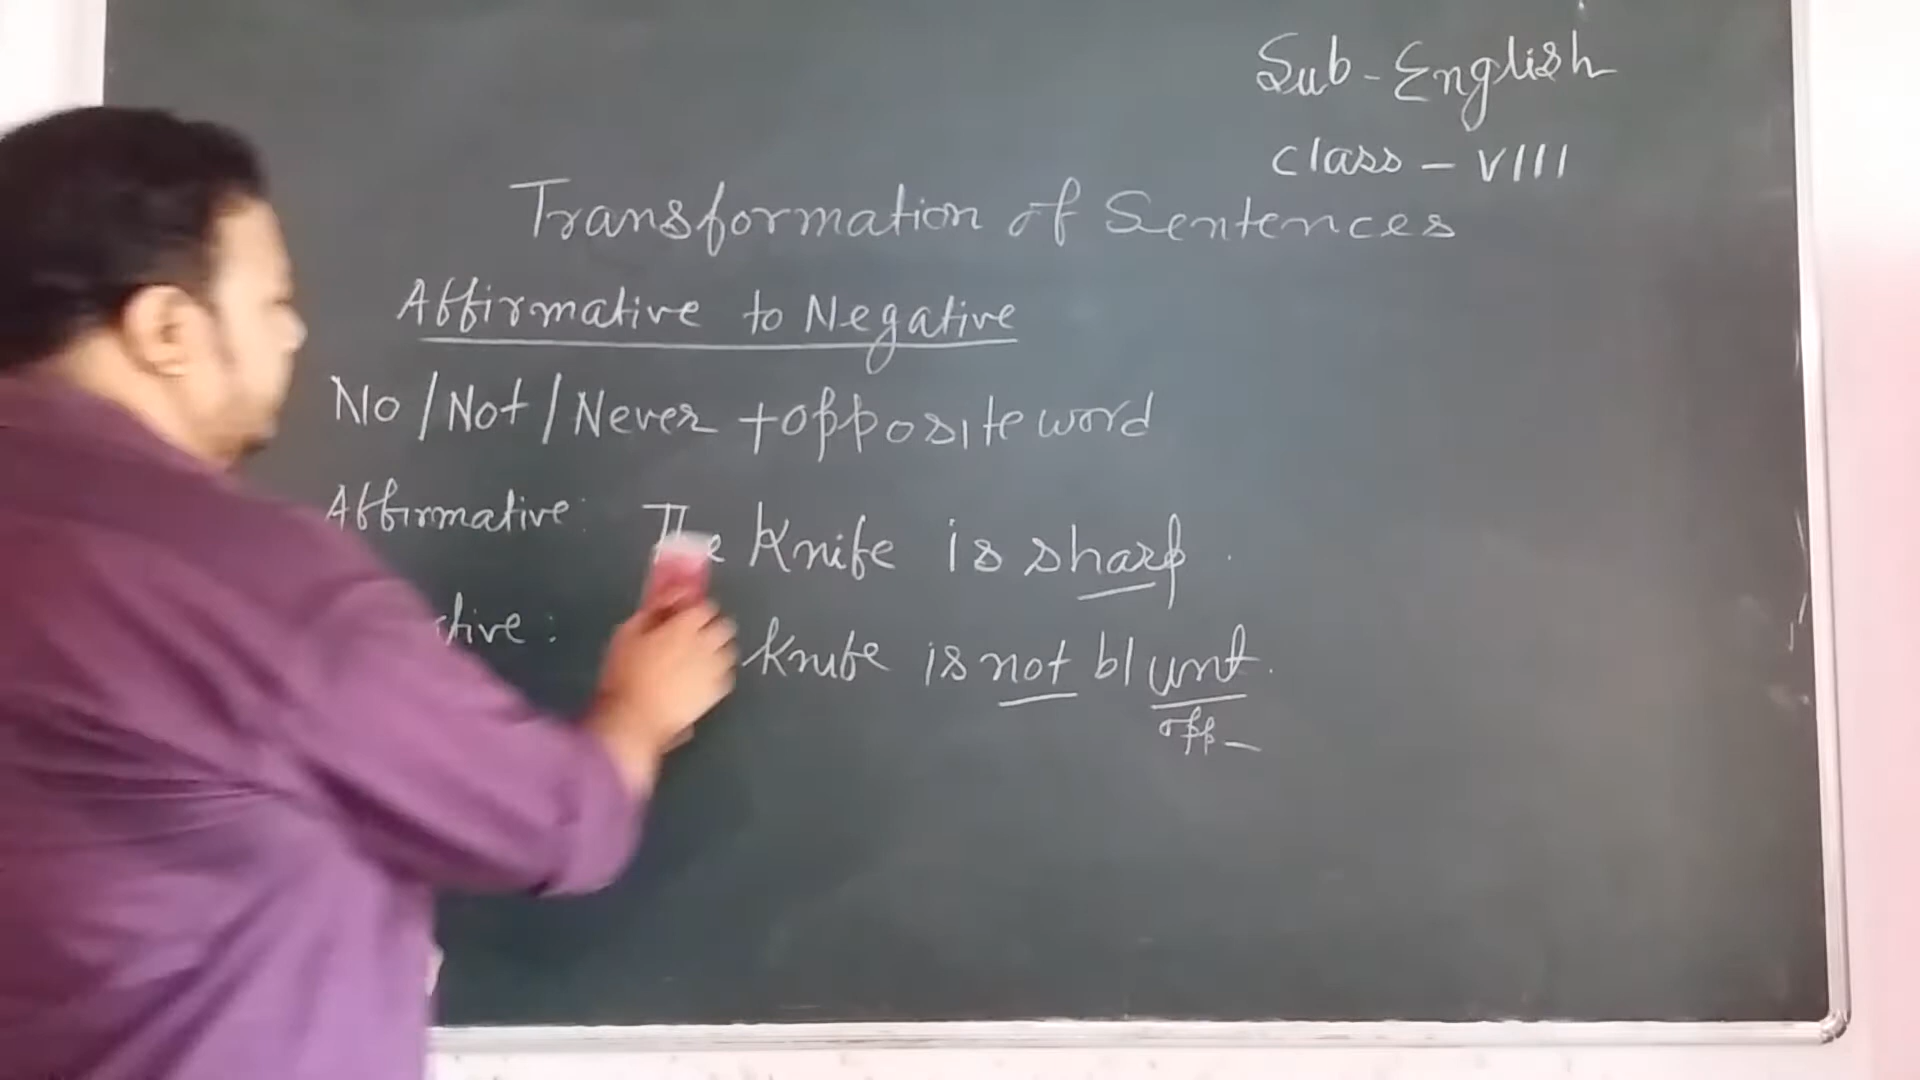 Sub-English
Class - VIII
Transformation of Sentences
Affirmative to Negative
No/Not/Never + opposite word
Affirmative: The Knife is sharp.
Knife is not blunt.
opp-